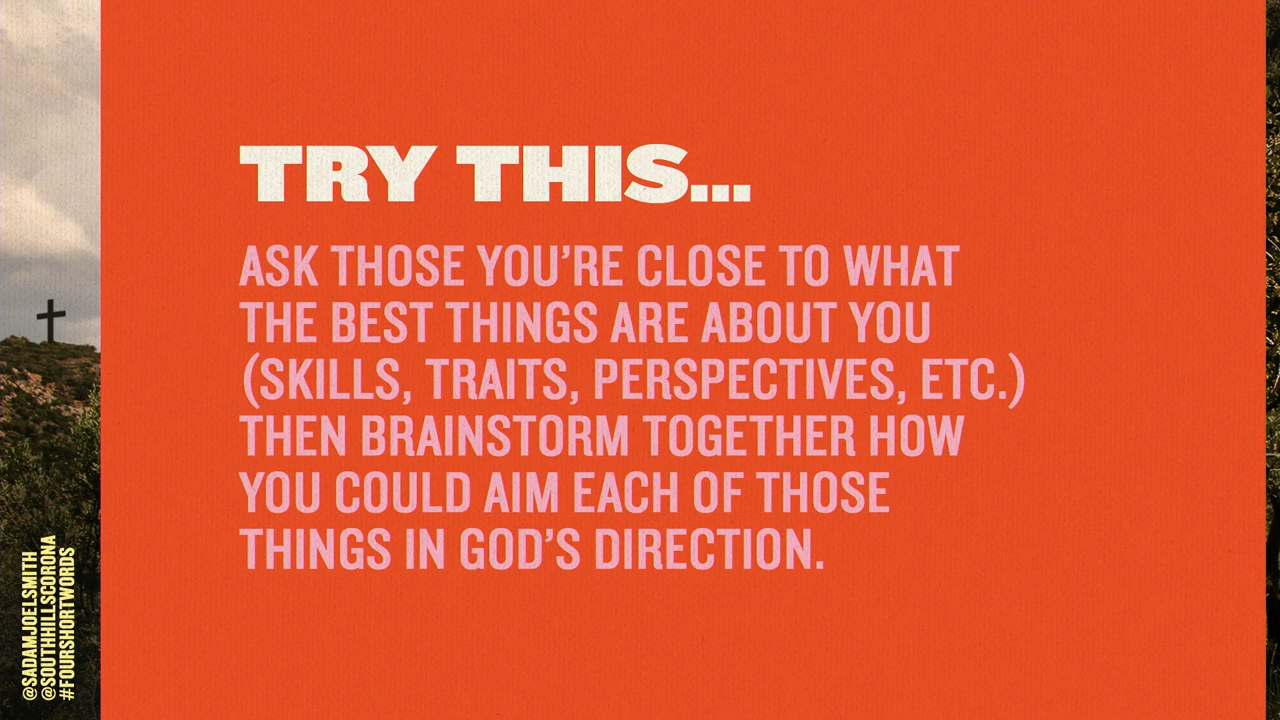 TRY THIS...
ASK THOSE YOU'RE CLOSE TO WHAT
THE BEST THINGS ARE ABOUT YOU
(SKILLS, TRAITS, PERSPECTIVES, ETC.)
THEN BRAINSTORM TOGETHER HOW
YOU COULD AIM EACH OF THOSE
THINGS IN GOD'S DIRECTION.
@SADAMJOELSMITH
@SOUTHHILLSCORONA
#FOURSHORTWORDS